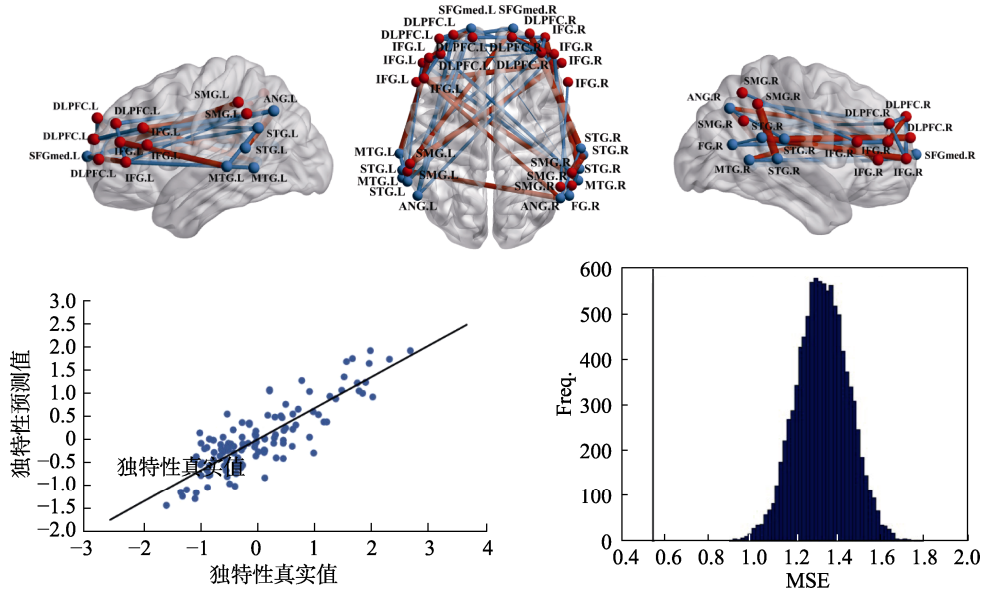 SFGmed.L SFGmed.R
DLPFC.L DLPFC.R
DLPFC.L IFG.R
IFG.L DLPFC.L DLPFC.R IFG.R
IFG.L DLPFC.L DLPFC.R IFG.R
IFG.L IFG.L IFG.R
MTG.L SMG.L STG.R
STG.L SMG.R STG.R
MTG.L SMG.L SMG.R
STG.L SMG.R MTG.R
ANG.L ANG.R FG.R
DLPFC.L SMG.L ANG.L
DLPFC.L SMG.L
DLPFC.L IFG.L STG.L
SFGmed.L IFG.L STG.L
DLPFC.L IFG.L MTG.L MTG.L
SMG.R
ANG.R SMG.R DLPFC.R
SMG.R STG.R DLPFC.R DLPFC.R
FG.R STG.R IFG.R IFG.R SFGmed.L
MTG.R STG.R IFG.R IFG.R
3.0
2.5
2.0
1.5
1.0
0.5
0
−0.5
−1.0
−1.5
−2.0
独特性预测值
独特性真实值
−3 −2 −1 0 1 2 3 4
独特性真实值
600
500
400
300
200
100
0
Freq.
0.4 0.6 0.8 1.0 1.2 1.4 1.6 1.8 2.0
MSE